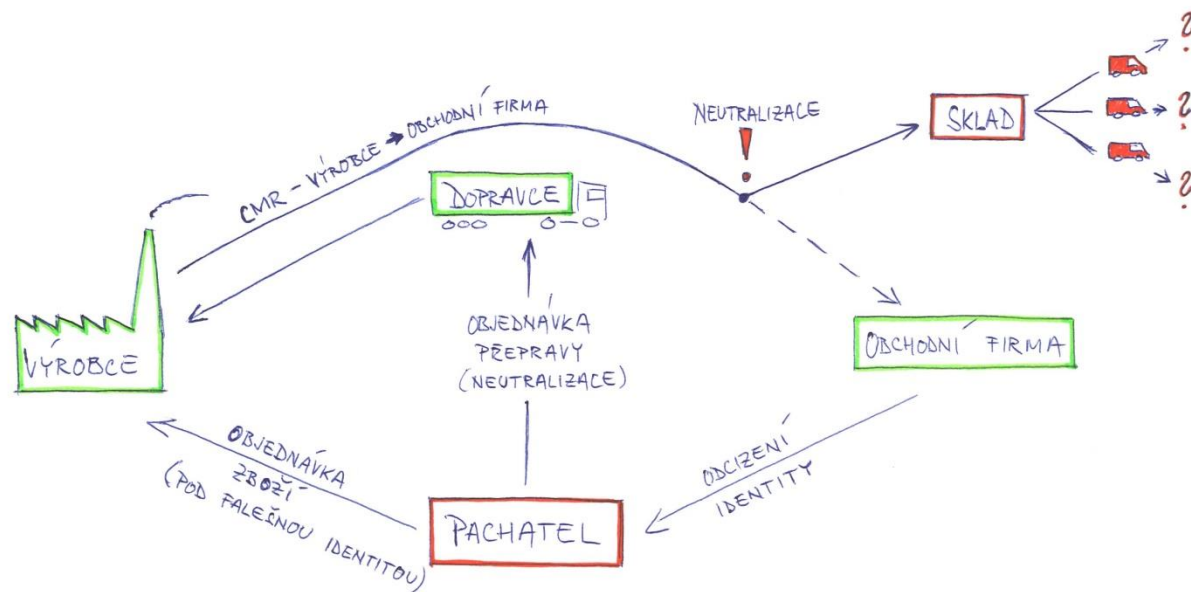 NEUTRALIZACE
!
SKLAD
?
?
?
CMR – VÝROBCE → OBCHODNÍ FIRMA
DOPRAVCE
VÝROBCE
OBJEDNÁVKA
PŘEPRAVY
(NEUTRALIZACE)
OBCHODNÍ FIRMA
OBJEDNÁVKA
ZBOŽÍ
(POD FALEŠNOU IDENTITOU)
PACHATEL
ODCIZENÍ
IDENTITY